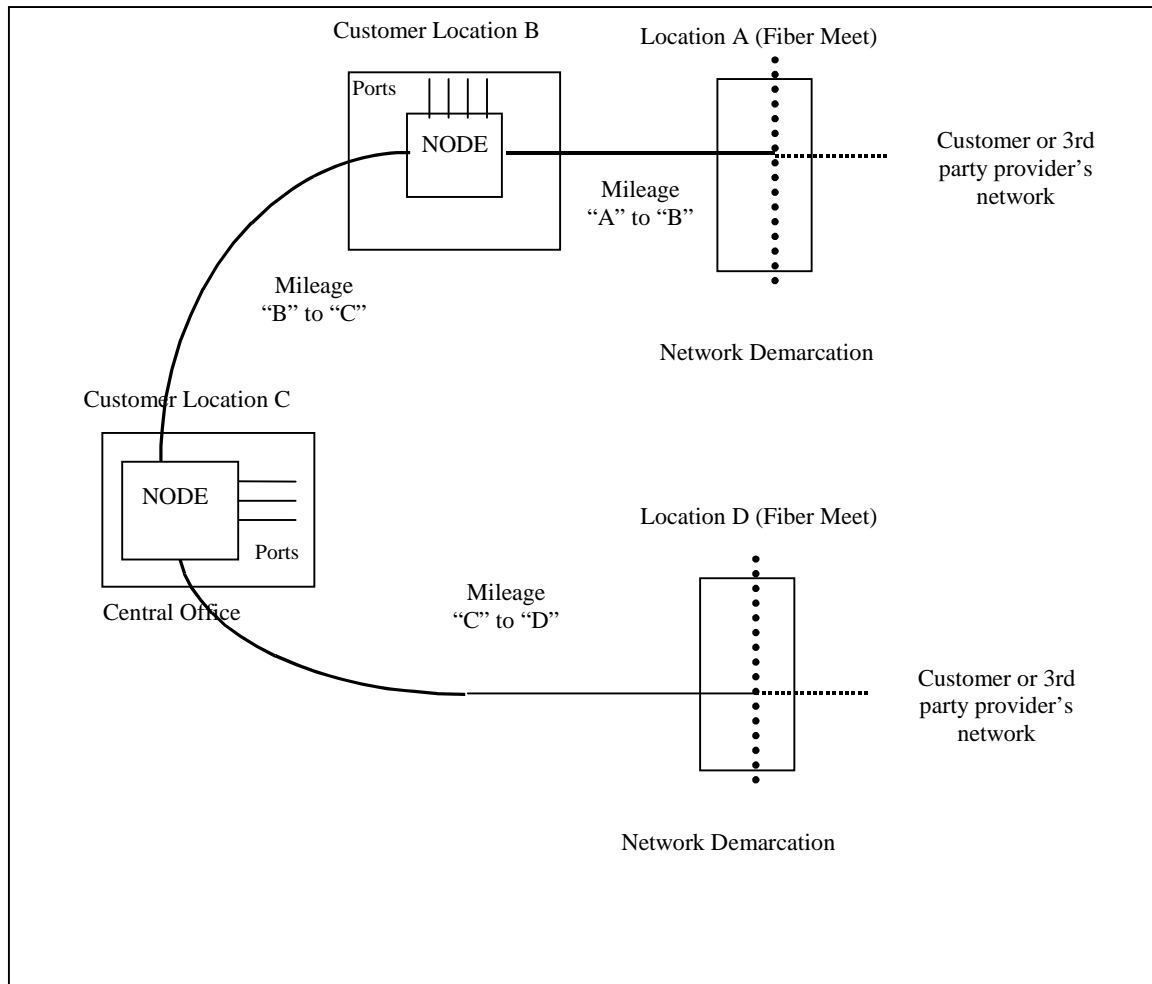 Customer Location B
Location A (Fiber Meet)
Ports
NODE
Customer or 3rd
party provider's
network
Mileage
“A” to “B”
Mileage
“B” to “C”
Network Demarcation
Customer Location C
NODE
Ports
Central Office
Location D (Fiber Meet)
Mileage
“C” to “D”
Customer or 3rd
party provider's
network
Network Demarcation